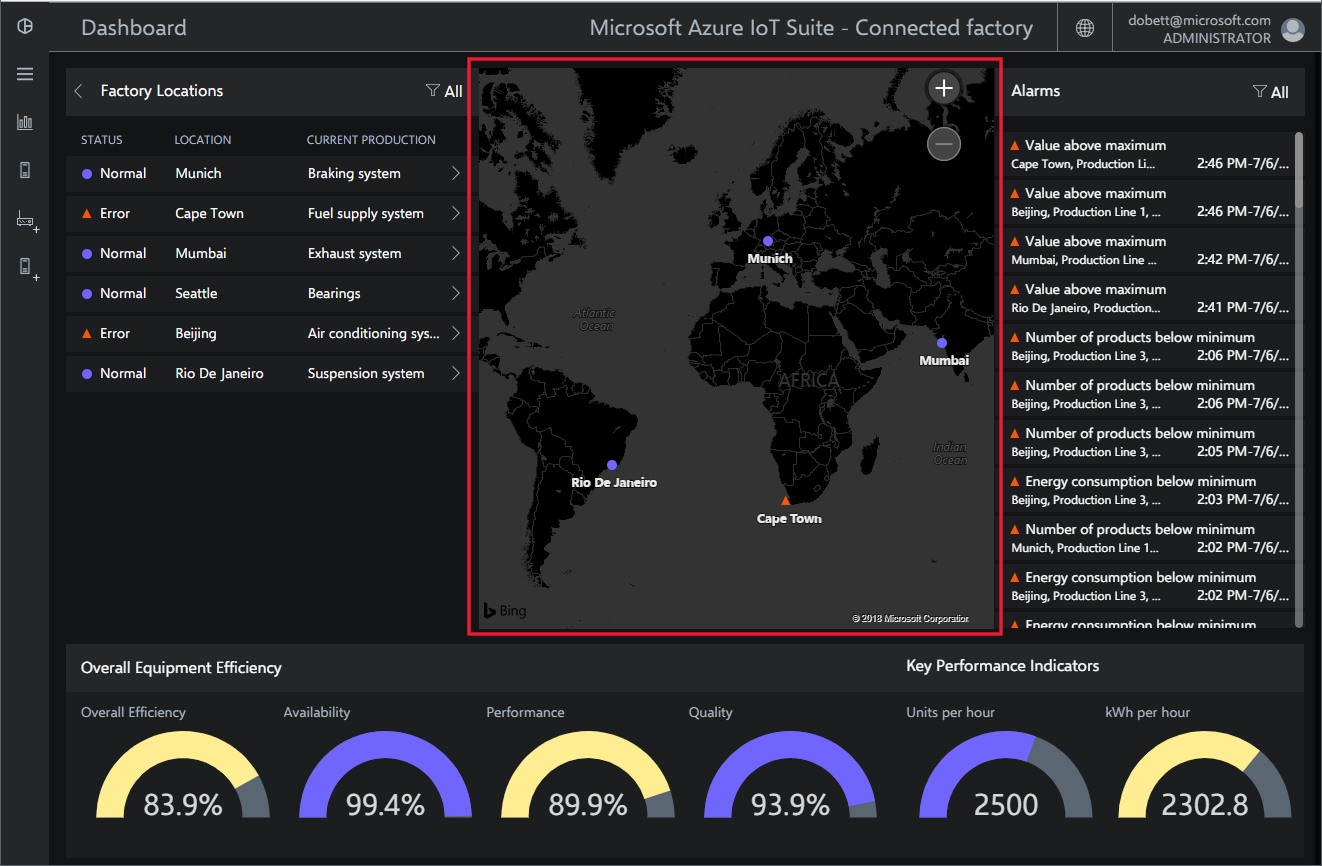 Dashboard
Microsoft Azure IoT Suite - Connected factory
dobett@microsoft.com
ADMINISTRATOR
Factory Locations
All
STATUS LOCATION CURRENT PRODUCTION
Normal Munich Braking system
Error Cape Town Fuel supply system
Normal Mumbai Exhaust system
Normal Seattle Bearings
Error Beijing Air conditioning sys...
Normal Rio De Janeiro Suspension system
Atlantic
Ocean
Munich
Mumbai
AFRICA
Indian
Ocean
Rio De Janeiro
Cape Town
Bing
© 2018 Microsoft Corporation
Alarms
All
Value above maximum
Cape Town, Production Li... 2:46 PM-7/6/...
Value above maximum
Beijing, Production Line 1, ... 2:46 PM-7/6/...
Value above maximum
Mumbai, Production Line ... 2:42 PM-7/6/...
Value above maximum
Rio De Janeiro, Production... 2:41 PM-7/6/...
Number of products below minimum
Beijing, Production Line 3, ... 2:06 PM-7/6/...
Number of products below minimum
Beijing, Production Line 3, ... 2:06 PM-7/6/...
Number of products below minimum
Beijing, Production Line 3, ... 2:05 PM-7/6/...
Energy consumption below minimum
Beijing, Production Line 3, ... 2:03 PM-7/6/...
Number of products below minimum
Munich, Production Line 1... 2:02 PM-7/6/...
Energy consumption below minimum
Beijing, Production Line 3, ... 2:02 PM-7/6/...
Energy consumption below minimum
Overall Equipment Efficiency
Key Performance Indicators
Overall Efficiency Availability Performance Quality Units per hour kWh per hour
83.9% 99.4% 89.9% 93.9% 2500 2302.8